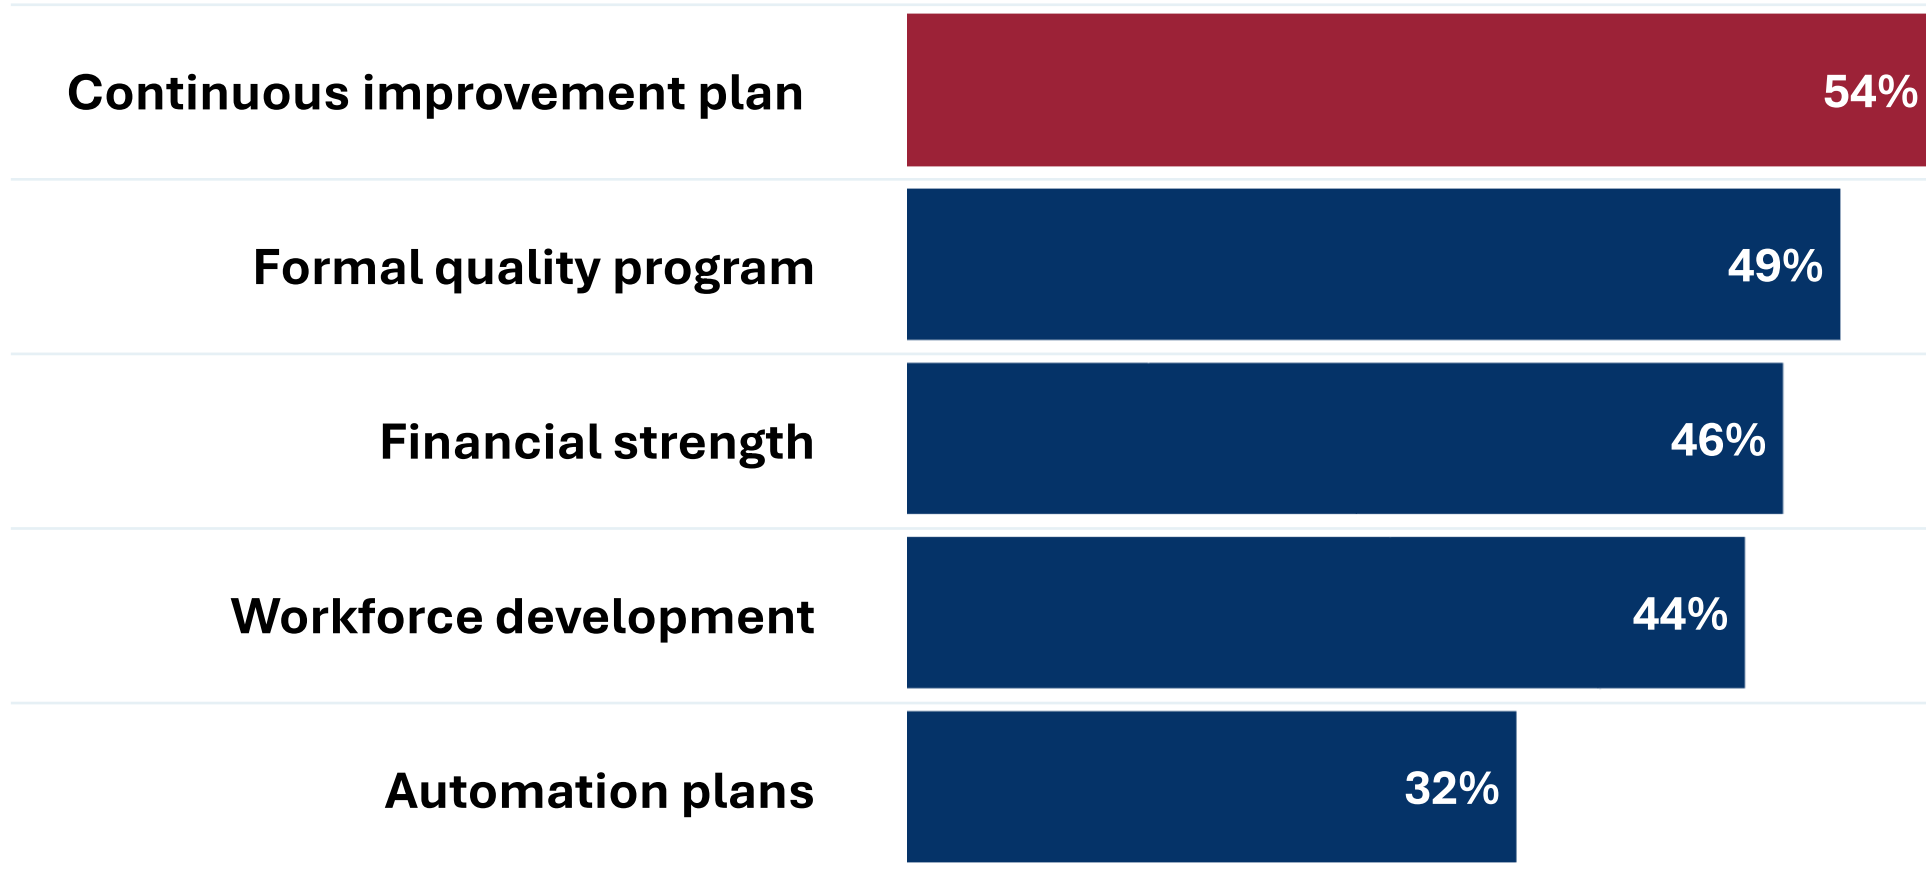 Continuous improvement plan 54%
Formal quality program 49%
Financial strength 46%
Workforce development 44%
Automation plans 32%